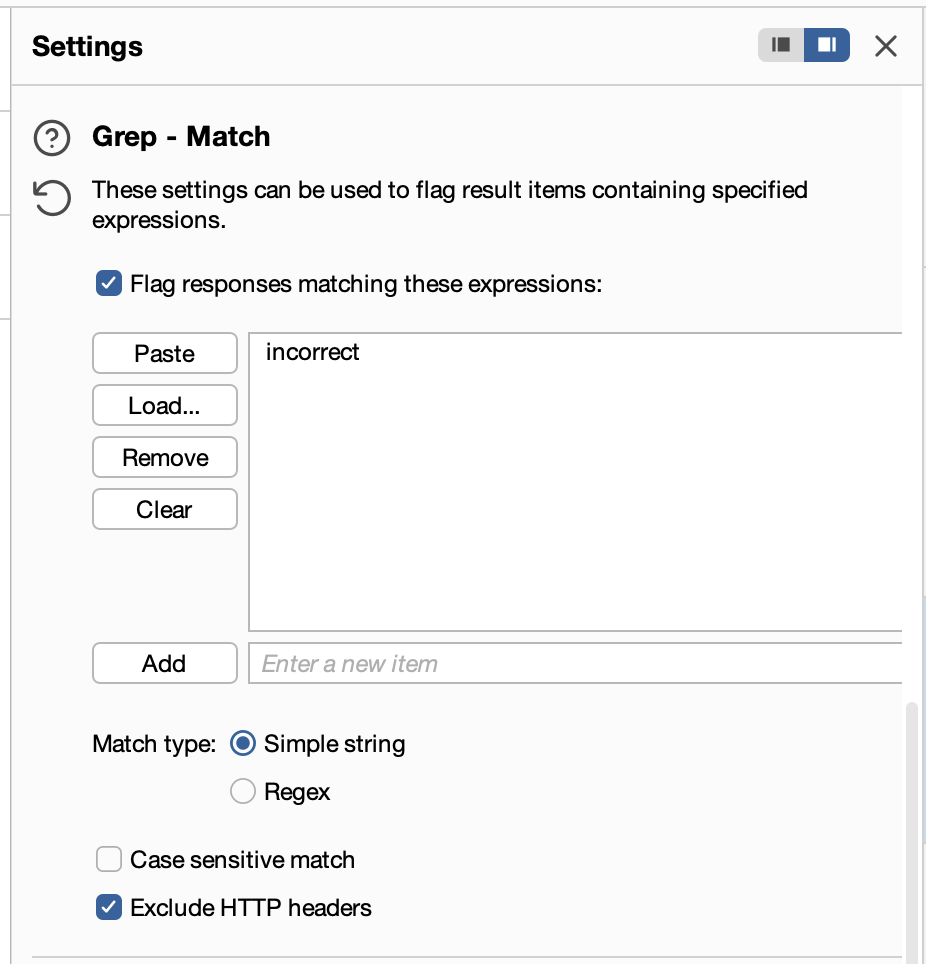 Settings
Grep - Match
These settings can be used to flag result items containing specified
expressions.
Flag responses matching these expressions:
Paste
incorrect
Load...
Remove
Clear
Add
Enter a new item
Match type:
Simple string
Regex
Case sensitive match
Exclude HTTP headers